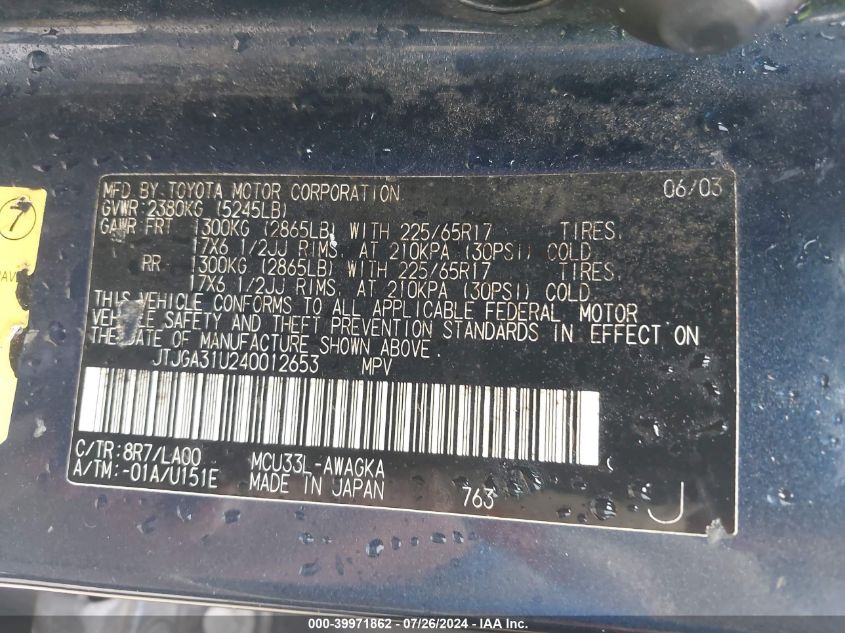 7
MFD BY TOYOTA MOTOR CORPORATION 06/03
GVWR:2380KG (5245LB)
GAWR FRT 1300KG (2865LB) WITH 225/65R17 TIRES,
17X6 1/2JJ RIMS, AT 210KPA (30PSI) COLD
RR 1300KG (2865LB) WITH 225/65R17 TIRES,
17X6 1/2JJ RIMS, AT 210KPA (30PSI) COLD
THIS VEHICLE CONFORMS TO ALL APPLICABLE FEDERAL MOTOR
VEHICLE SAFETY AND THEFT PREVENTION STANDARDS IN EFFECT ON
THE DATE OF MANUFACTURE SHOWN ABOVE.
JTJGA31U240012653 MPV
C/TR:8R7/LA00 MCU33L-AWAGKA
A/TM:-01A/U151E MADE IN JAPAN 763 J
000-39971862 - 07/26/2024 - IAA Inc.